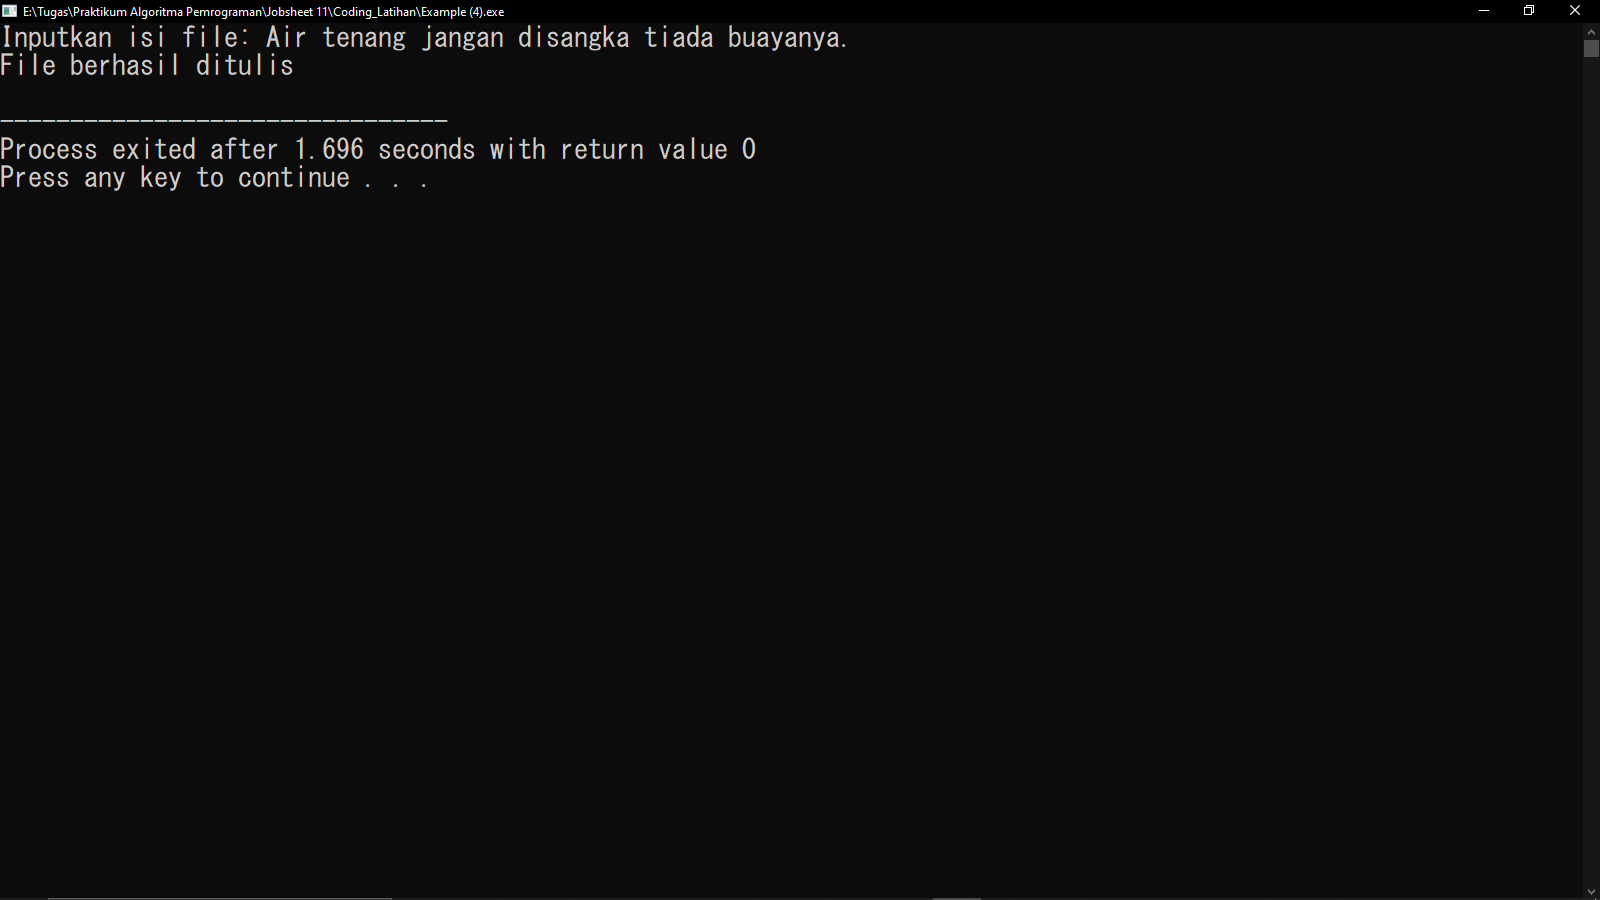 E:\Tugas\Praktikum Algoritma Pemrograman\Jobsheet 11\Coding_Latihan\Example (4).exe
Inputkan isi file: Air tenang jangan disangka tiada buayanya.
File berhasil ditulis
--------------------------------
Process exited after 1.696 seconds with return value 0
Press any key to continue . . .